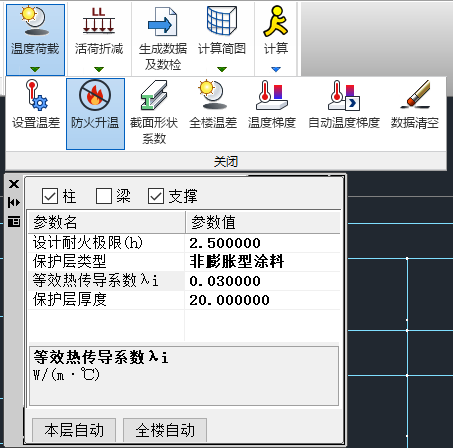 温度荷载 活荷折减 生成数据及数检 计算简图 计算
LL
设置温差 防火升温 截面形状系数 全楼温差 温度梯度 自动温度梯度 数据清空
关闭
柱 梁 支撑
参数名 参数值
设计耐火极限(h) 2.500000
保护层类型 非膨胀型涂料
等效热传导系数λi 0.030000
保护层厚度 20.000000
等效热传导系数λi
W/(m·℃)
本层自动 全楼自动